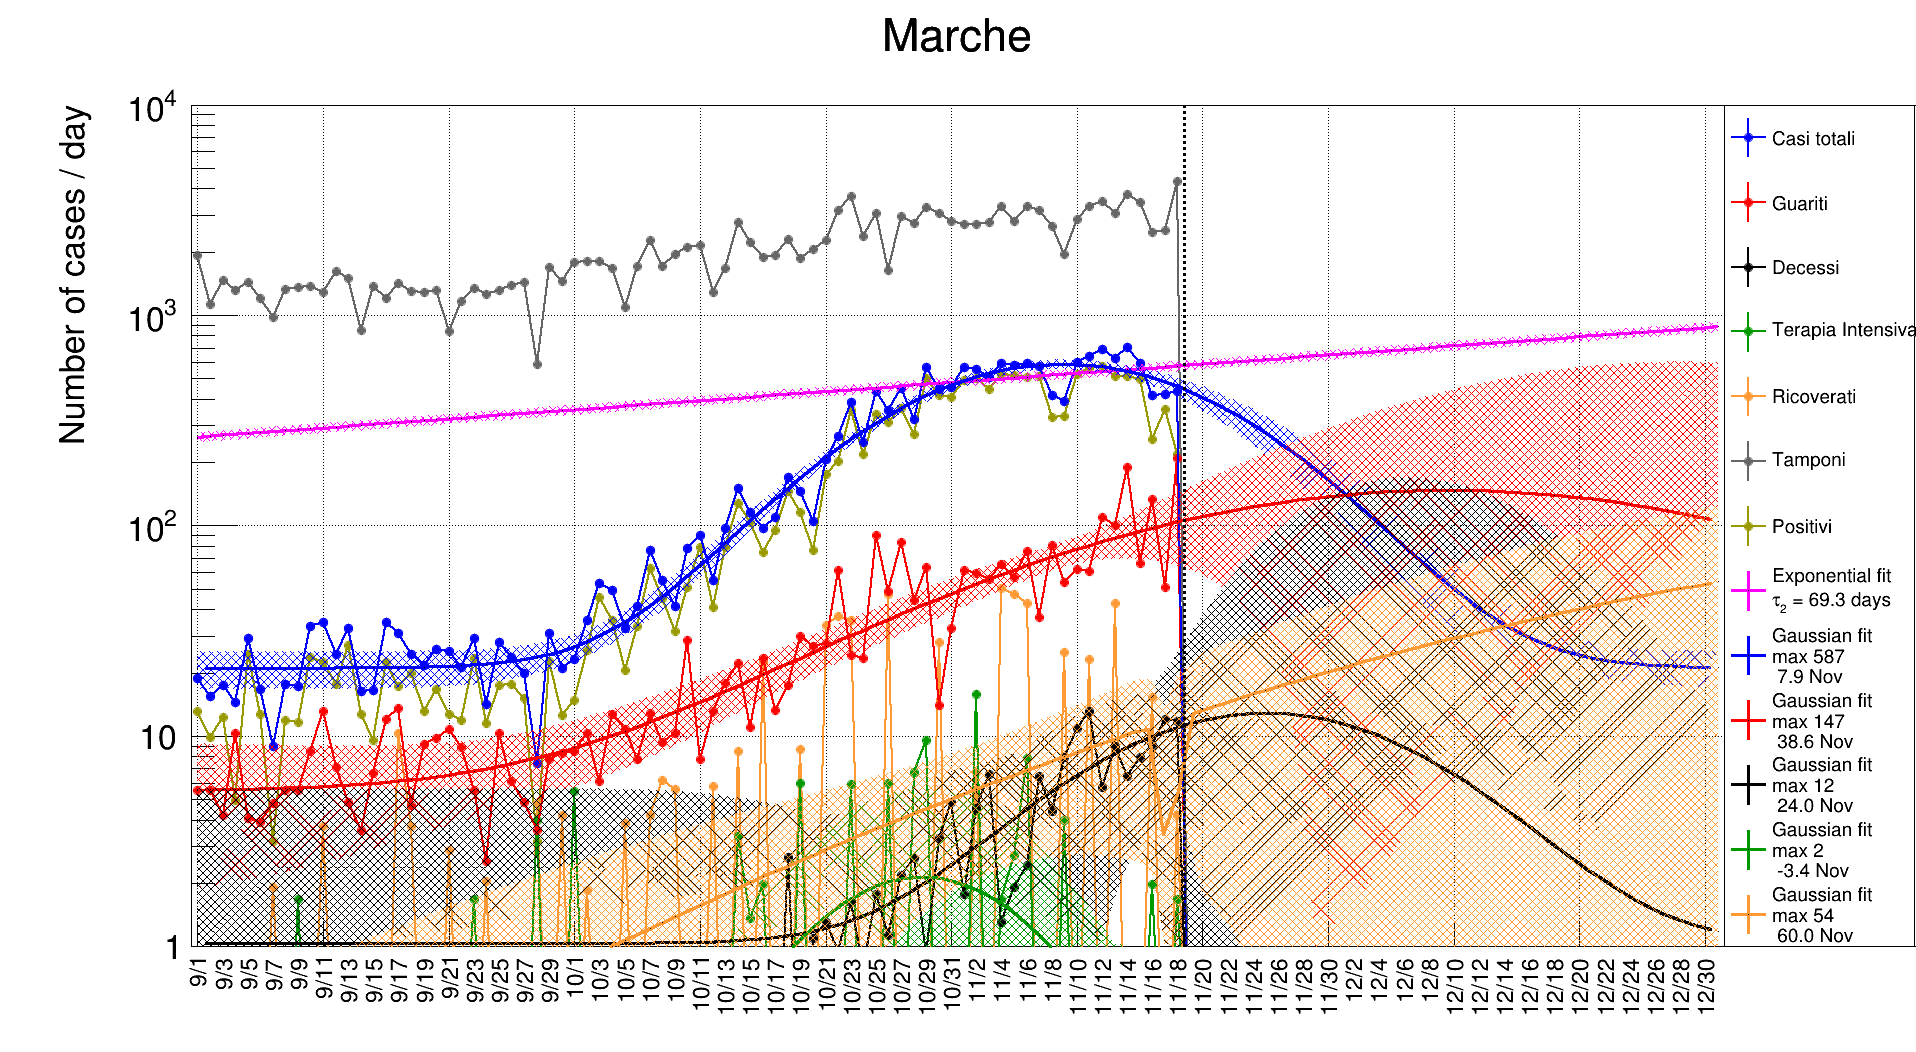 Marche
Number of cases / day
10^4
10^3
10^2
10
1
9/1 9/3 9/5 9/7 9/9 9/11 9/13 9/15 9/17 9/19 9/21 9/23 9/25 9/27 9/29 10/1 10/3 10/5 10/7 10/9 10/11 10/13 10/15 10/17 10/19 10/21 10/23 10/25 10/27 10/29 10/31 11/2 11/4 11/6 11/8 11/10 11/12 11/14 11/16 11/18 11/20 11/22 11/24 11/26 11/28 11/30 12/2 12/4 12/6 12/8 12/10 12/12 12/14 12/16 12/18 12/20 12/22 12/24 12/26 12/28 12/30
Casi totali
Guariti
Decessi
Terapia Intensiva
Ricoverati
Tamponi
Positivi
Exponential fit
τ₂ = 69.3 days
Gaussian fit
max 587
7.9 Nov
Gaussian fit
max 147
38.6 Nov
Gaussian fit
max 12
24.0 Nov
Gaussian fit
max 2
-3.4 Nov
Gaussian fit
max 54
60.0 Nov